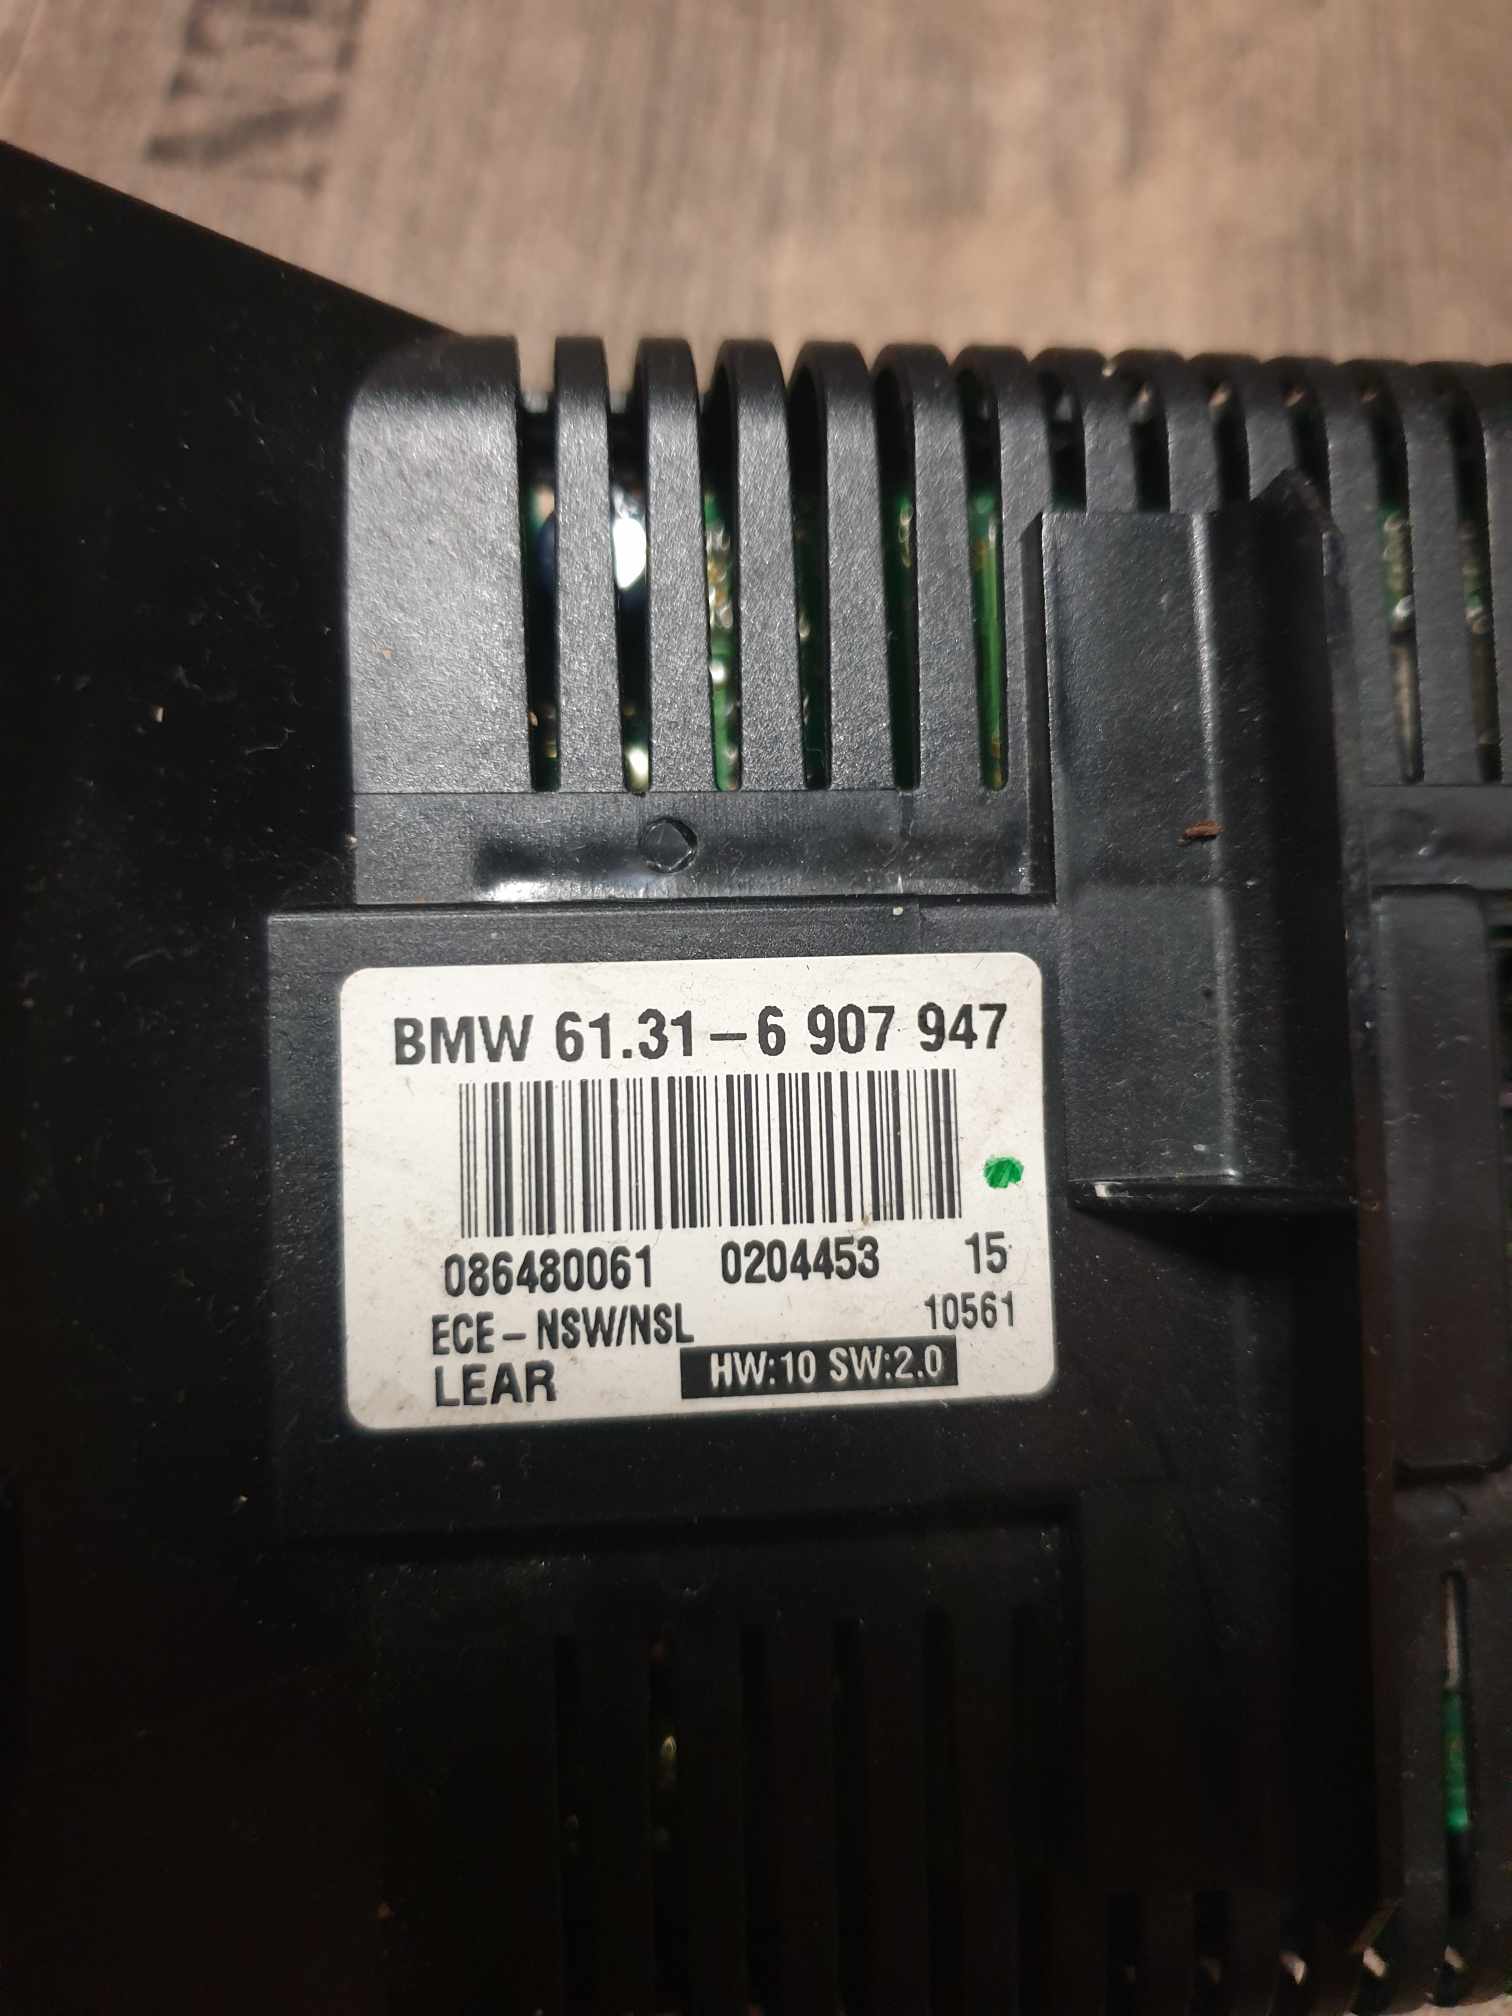 BMW 61.31-6 907 947
086480061 0204453 15
ECE-NSW/NSL 10561
LEAR HW:10 SW:2.0